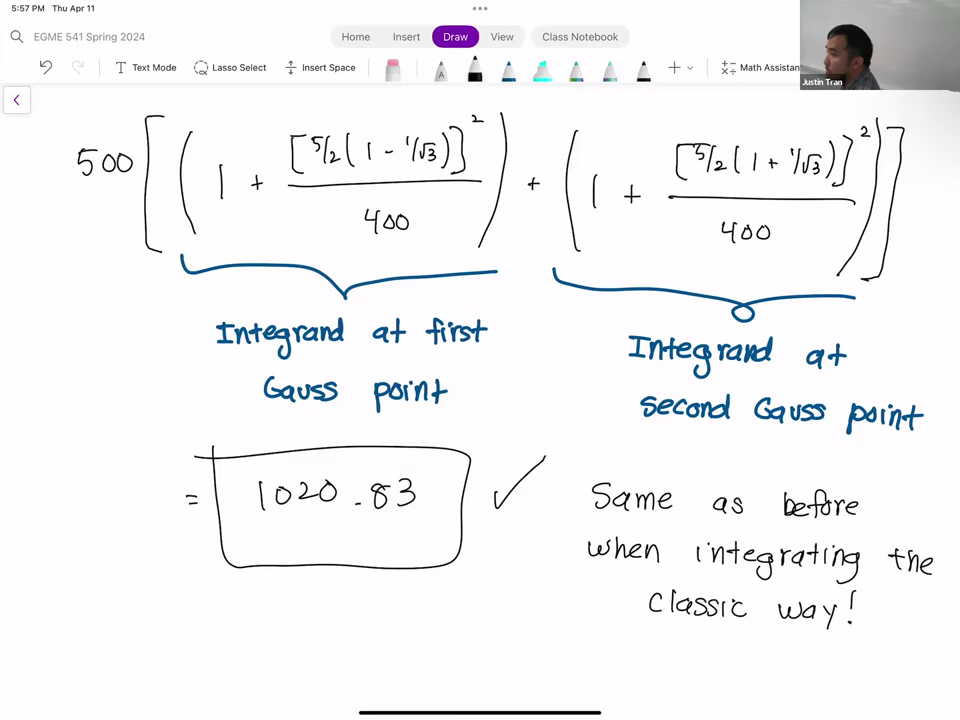 5:57 PM Thu Apr 11
EGME 541 Spring 2024
Home Insert Draw View Class Notebook
Text Mode Lasso Select Insert Space Math Assistan
Justin Tran
500 [ ( 1 + [5/2(1 - 1/√3)]² / 400 ) + ( 1 + [5/2(1 + 1/√3)]² / 400 ) ]
Integrand at first
Gauss point
Integrand at
second Gauss point
= 1020.83 ✓
Same as before
when integrating the
classic way!